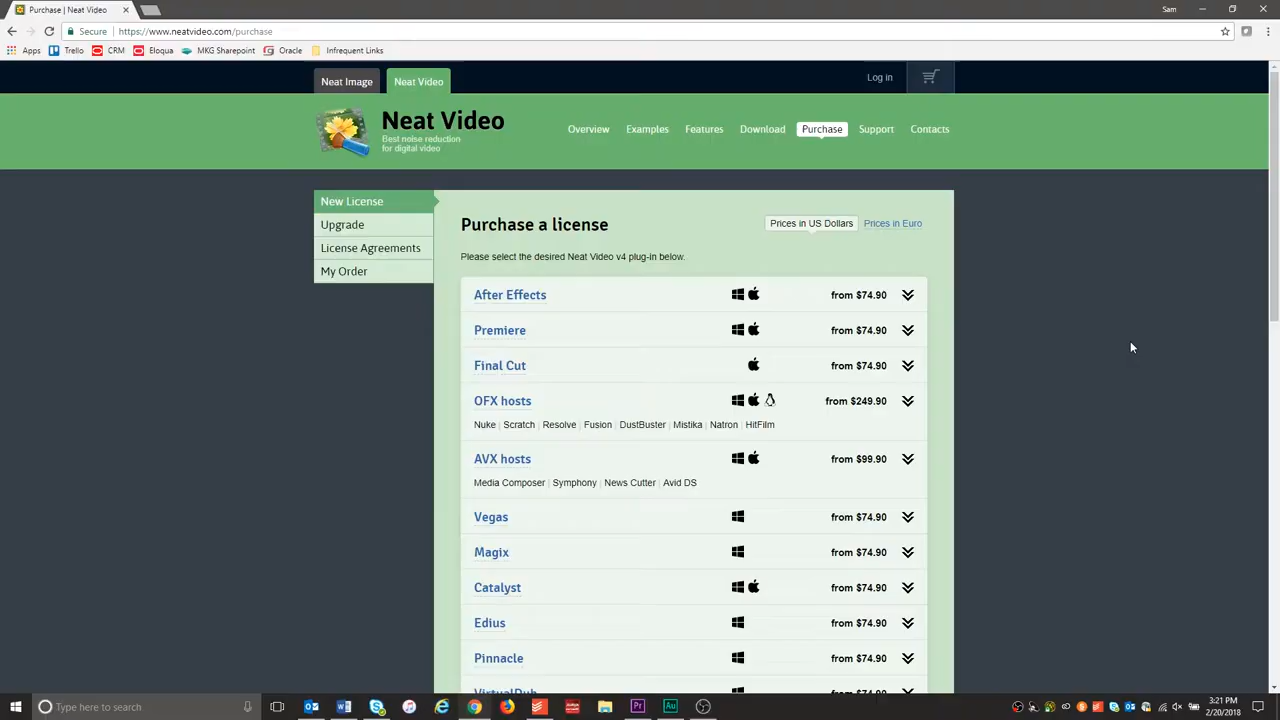 Purchase | Neat Video
Sam
Secure | https://www.neatvideo.com/purchase
Apps Trello CRM Eloqua MKG Sharepoint Oracle Infrequent Links
Neat Image Neat Video Log in
Neat Video
Best noise reduction
for digital video
Overview Examples Features Download Purchase Support Contacts
New License
Upgrade
License Agreements
My Order
Purchase a license
Prices in US Dollars Prices in Euro
Please select the desired Neat Video v4 plug-in below.
After Effects from $74.90
Premiere from $74.90
Final Cut from $74.90
OFX hosts from $249.90
Nuke | Scratch | Resolve | Fusion | DustBuster | Mistika | Natron | HitFilm
AVX hosts from $99.90
Media Composer | Symphony | News Cutter | Avid DS
Vegas from $74.90
Magix from $74.90
Catalyst from $74.90
Edius from $74.90
Pinnacle from $74.90
VirtualDub
Type here to search
Pr Au
3:21 PM
2/20/2018